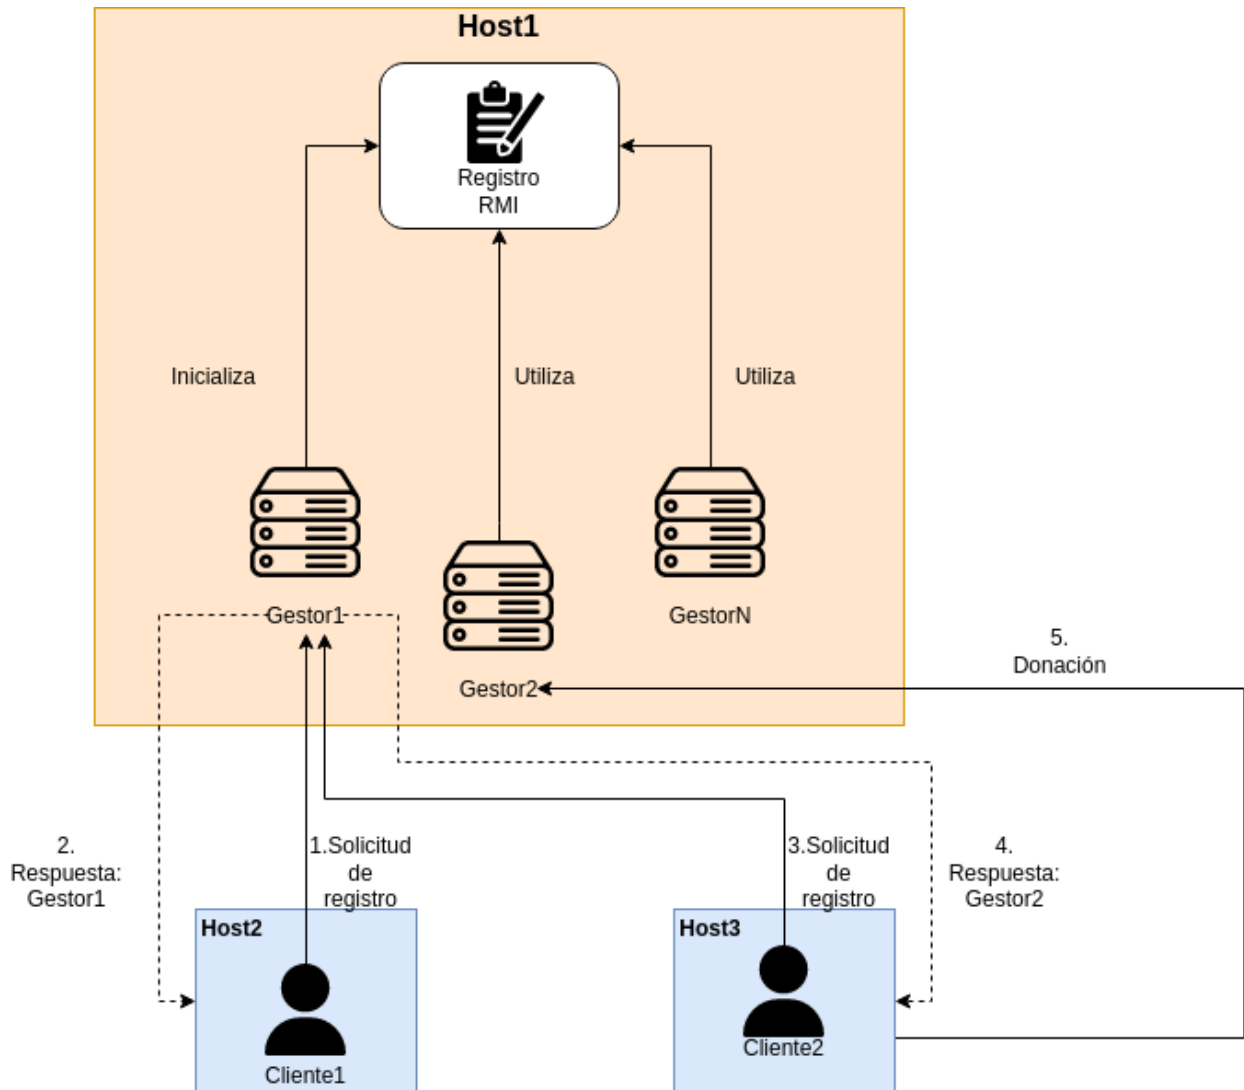 Host1
Registro
RMI
Inicializa
Utiliza
Utiliza
Gestor1
GestorN
Gestor2
5.
Donación
2.
Respuesta:
Gestor1
1.Solicitud
de
registro
3.Solicitud
de
registro
4.
Respuesta:
Gestor2
Host2
Cliente1
Host3
Cliente2